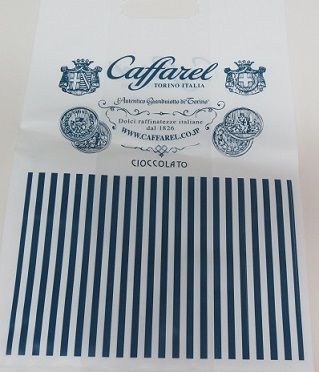 Caffarel
TORINO ITALIA
Autentico Gianduiotto di Torino
Dolci raffinatezze italiane
dal 1826
WWW.CAFFAREL.CO.JP
CIOCCOLATO